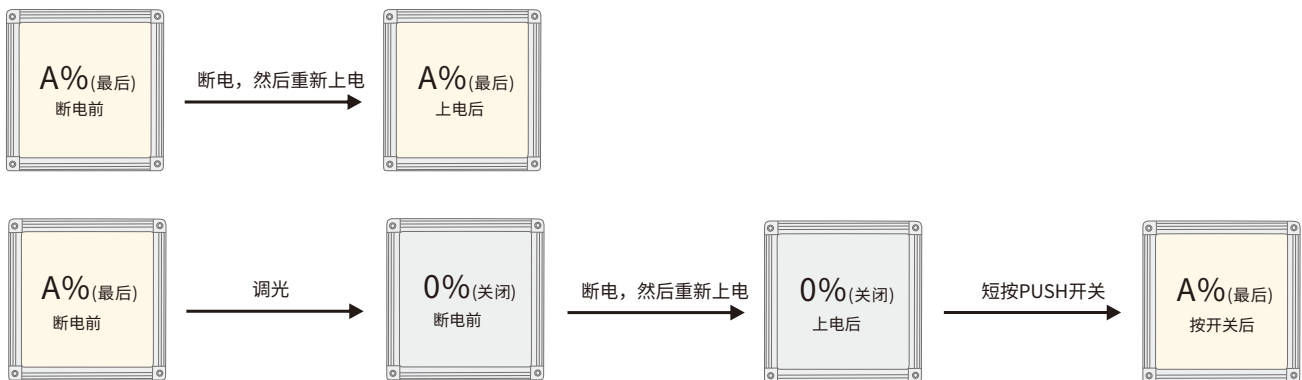 A%(最后)
断电前
断电，然后重新上电
A%(最后)
上电后
A%(最后)
断电前
调光
0%(关闭)
断电前
断电，然后重新上电
0%(关闭)
上电后
短按PUSH开关
A%(最后)
按开关后